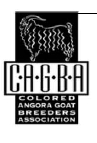 C·A·G·B·A
COLORED
ANGORA GOAT
BREEDERS
ASSOCIATION